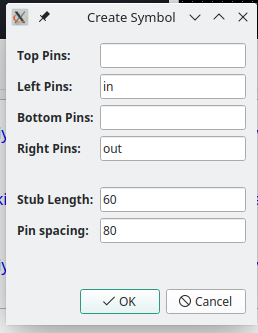 Create Symbol
Top Pins:
Left Pins: in
Bottom Pins:
Right Pins: out
Stub Length: 60
Pin spacing: 80
OK Cancel